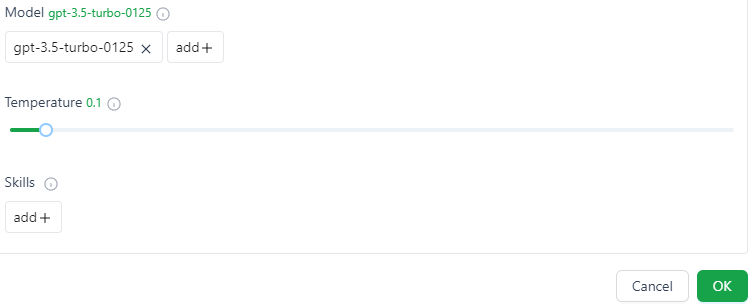 Model gpt-3.5-turbo-0125
gpt-3.5-turbo-0125 × add+
Temperature 0.1
Skills
add+
Cancel OK